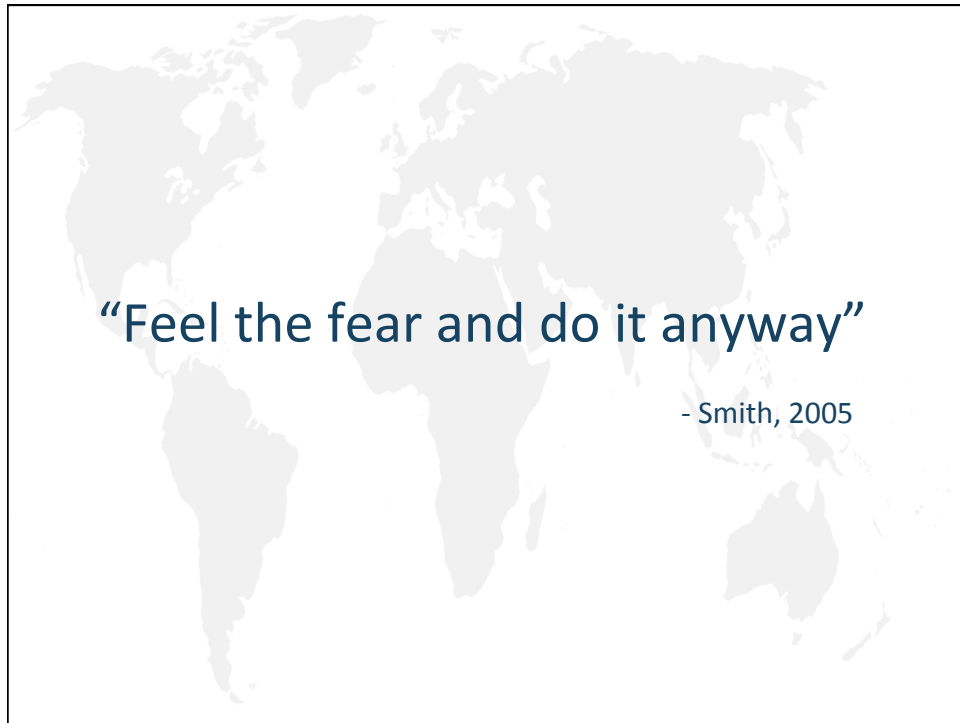 “Feel the fear and do it anyway”
- Smith, 2005